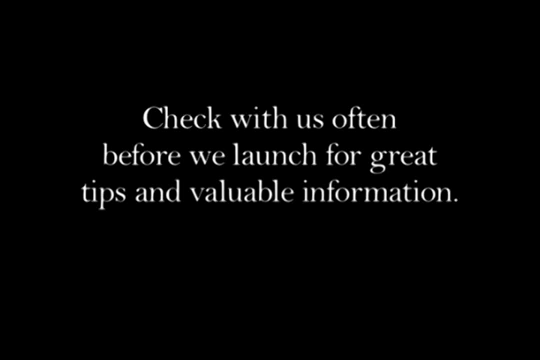 Check with us often
before we launch for great
tips and valuable information.